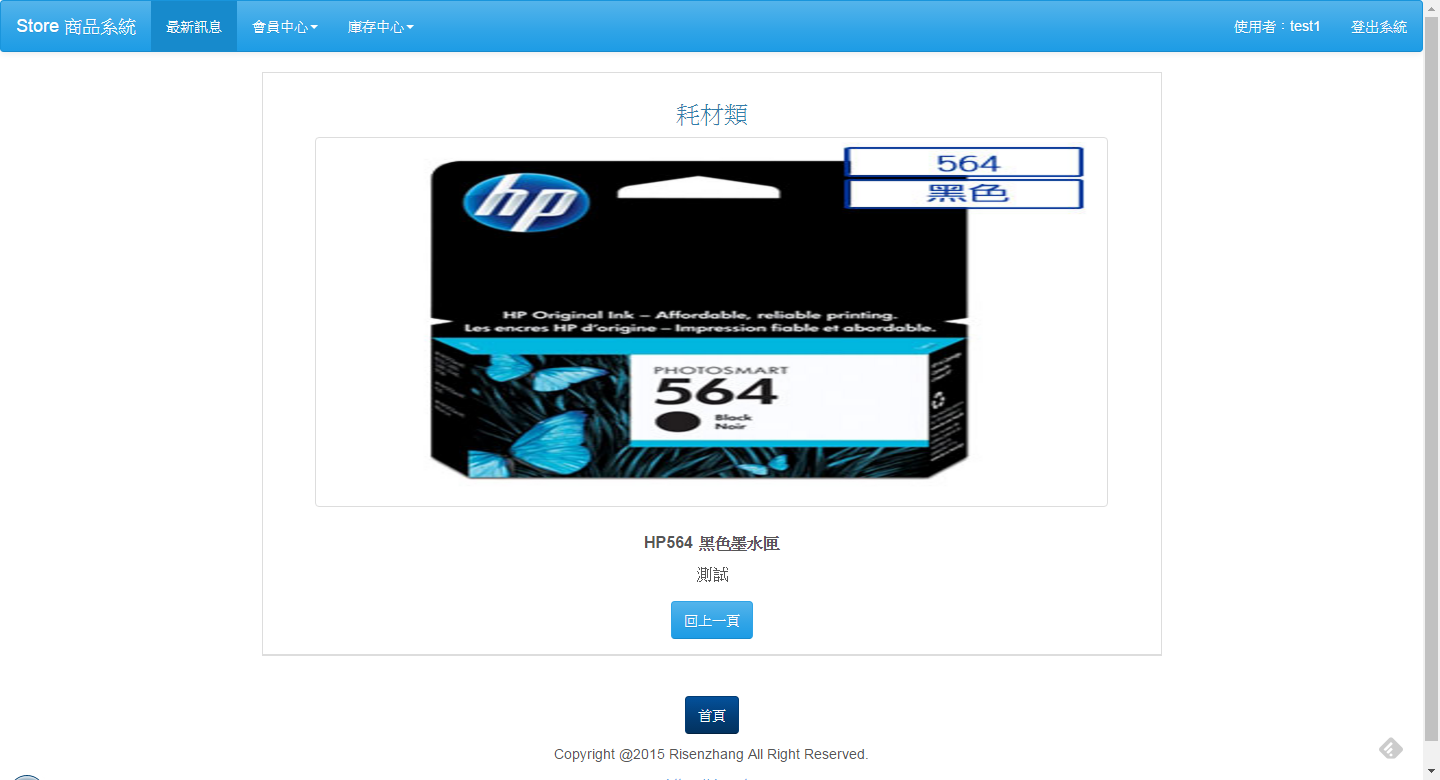 Store 商品系統 最新訊息 會員中心 庫存中心 使用者：test1 登出系統
耗材類
564
黑色
hp
HP Original Ink – Affordable, reliable printing.
Les encres HP d'origine – Impression fiable et abordable.
PHOTOSMART
564
Black
Noir
HP564 黑色墨水匣
測試
回上一頁
首頁
Copyright @2015 Risenzhang All Right Reserved.